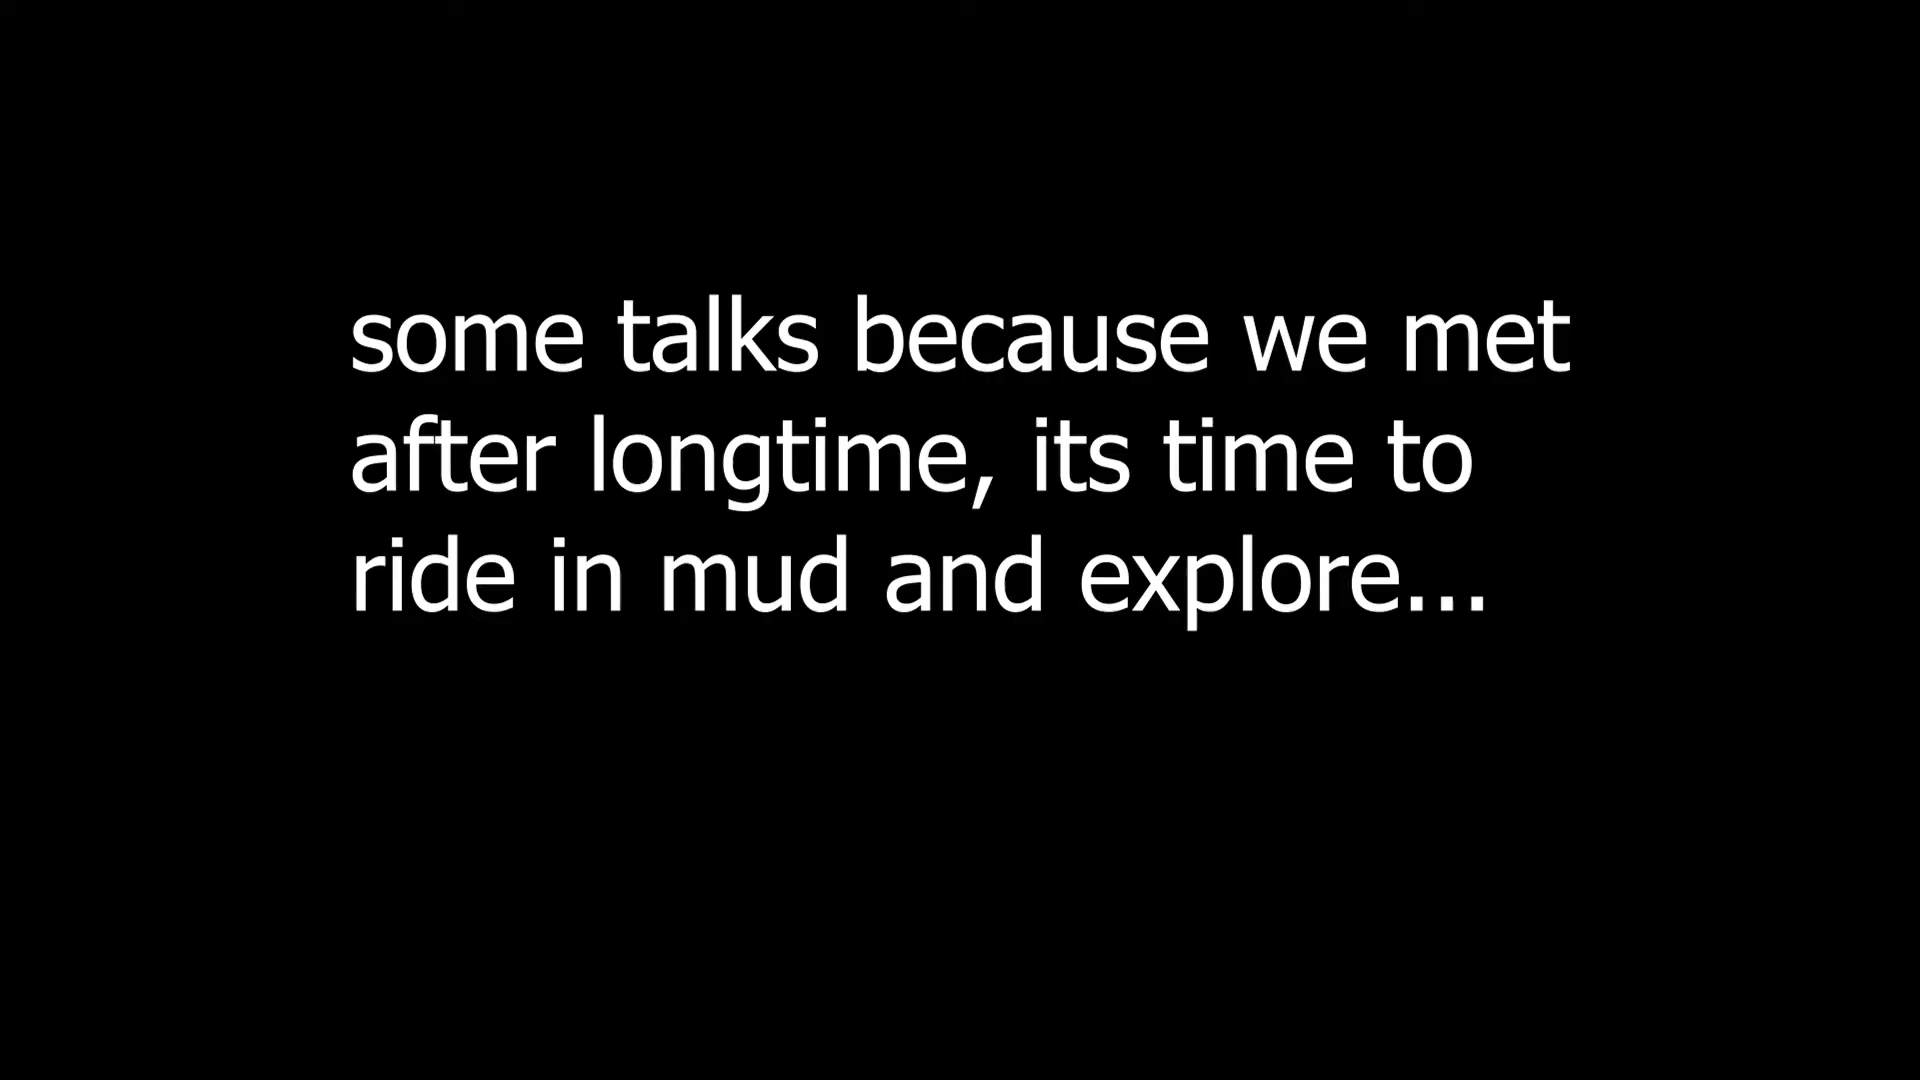 some talks because we met
after longtime, its time to
ride in mud and explore...